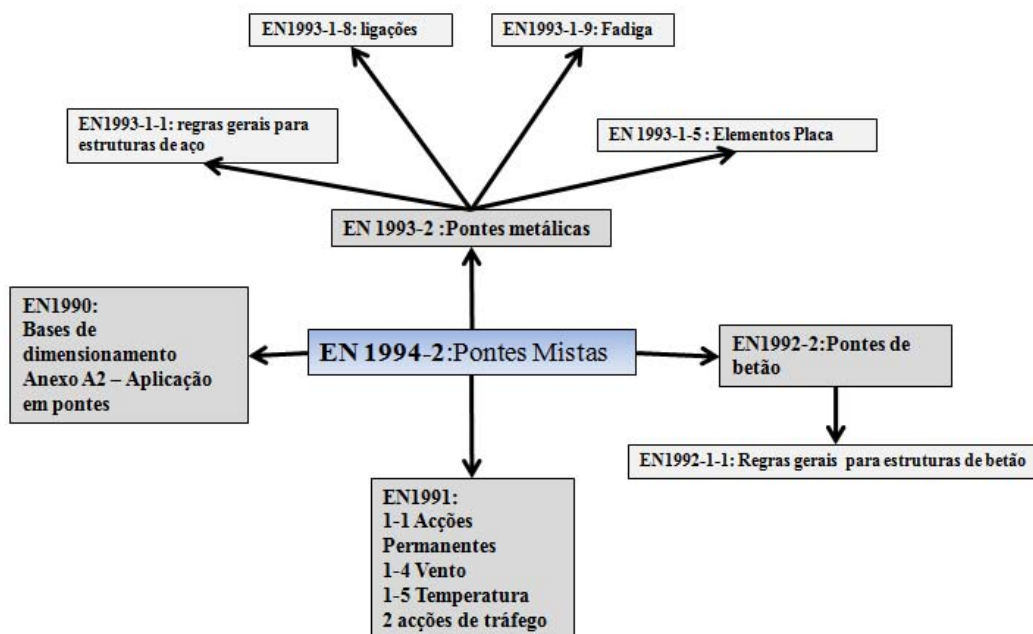 EN1993-1-8: ligações
EN1993-1-9: Fadiga
EN1993-1-1: regras gerais para
estruturas de aço
EN 1993-1-5 : Elementos Placa
EN 1993-2 :Pontes metálicas
EN1990:
Bases de
dimensionamento
Anexo A2 – Aplicação
em pontes
EN 1994-2:Pontes Mistas
EN1992-2:Pontes de
betão
EN1992-1-1: Regras gerais para estruturas de betão
EN1991:
1-1 Acções
Permanentes
1-4 Vento
1-5 Temperatura
2 acções de tráfego